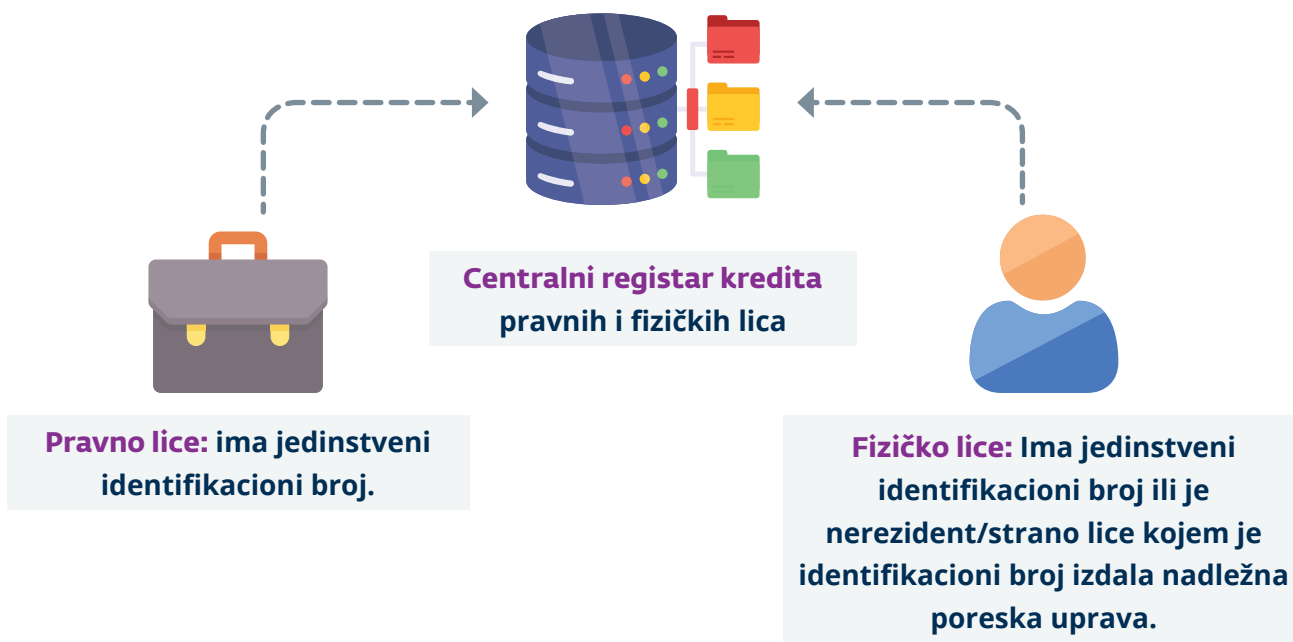 Centralni registar kredita
pravnih i fizičkih lica
Pravno lice: ima jedinstveni
identifikacioni broj.
Fizičko lice: Ima jedinstveni
identifikacioni broj ili je
nerezident/strano lice kojem je
identifikacioni broj izdala nadležna
poreska uprava.